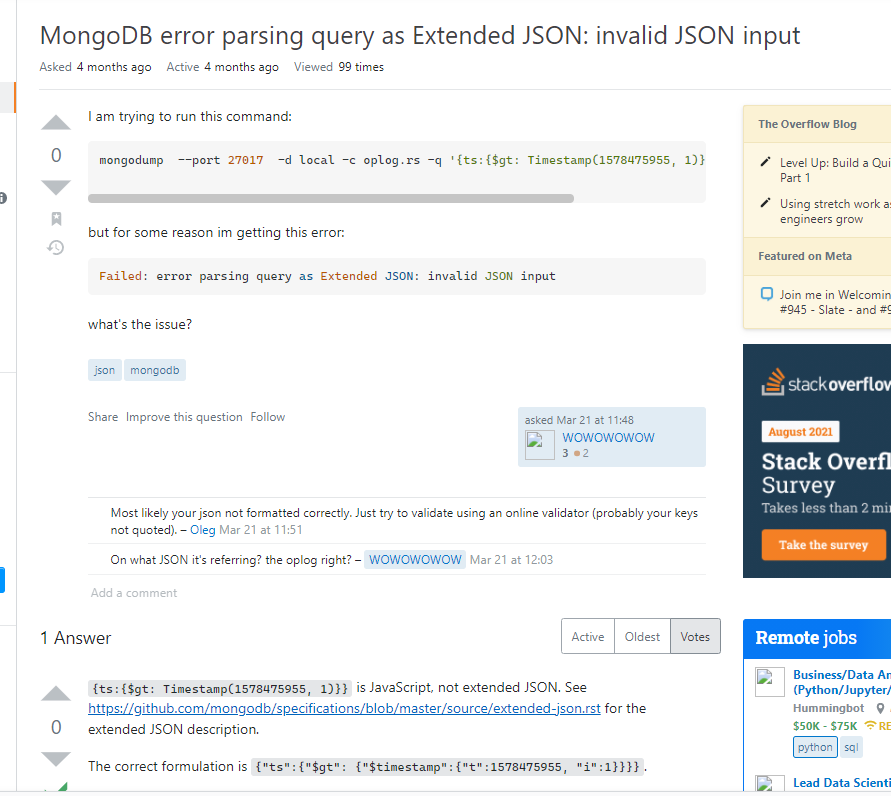 MongoDB error parsing query as Extended JSON: invalid JSON input
Asked 4 months ago Active 4 months ago Viewed 99 times
I am trying to run this command:
0
mongodump --port 27017 -d local -c oplog.rs -q '{ts:{$gt: Timestamp(1578475955, 1)}
but for some reason im getting this error:
Failed: error parsing query as Extended JSON: invalid JSON input
what's the issue?
json mongodb
Share Improve this question Follow
asked Mar 21 at 11:48
WOWOWOWOW
3 2
Most likely your json not formatted correctly. Just try to validate using an online validator (probably your keys
not quoted). – Oleg Mar 21 at 11:51
On what JSON it's referring? the oplog right? – WOWOWOWOW Mar 21 at 12:03
Add a comment
1 Answer
Active Oldest Votes
{ts:{$gt: Timestamp(1578475955, 1)}} is JavaScript, not extended JSON. See
https://github.com/mongodb/specifications/blob/master/source/extended-json.rst for the
0
extended JSON description.
The correct formulation is {"ts":{"$gt": {"$timestamp":{"t":1578475955, "i":1}}}}.
The Overflow Blog
Level Up: Build a Qui
Part 1
Using stretch work as
engineers grow
Featured on Meta
Join me in Welcomin
#945 - Slate - and #9
stackoverflow
August 2021
Stack Overfl
Survey
Takes less than 2 min
Take the survey
Remote jobs
Business/Data An
(Python/Jupyter/
Hummingbot
$50K - $75K RE
python sql
Lead Data Scienti